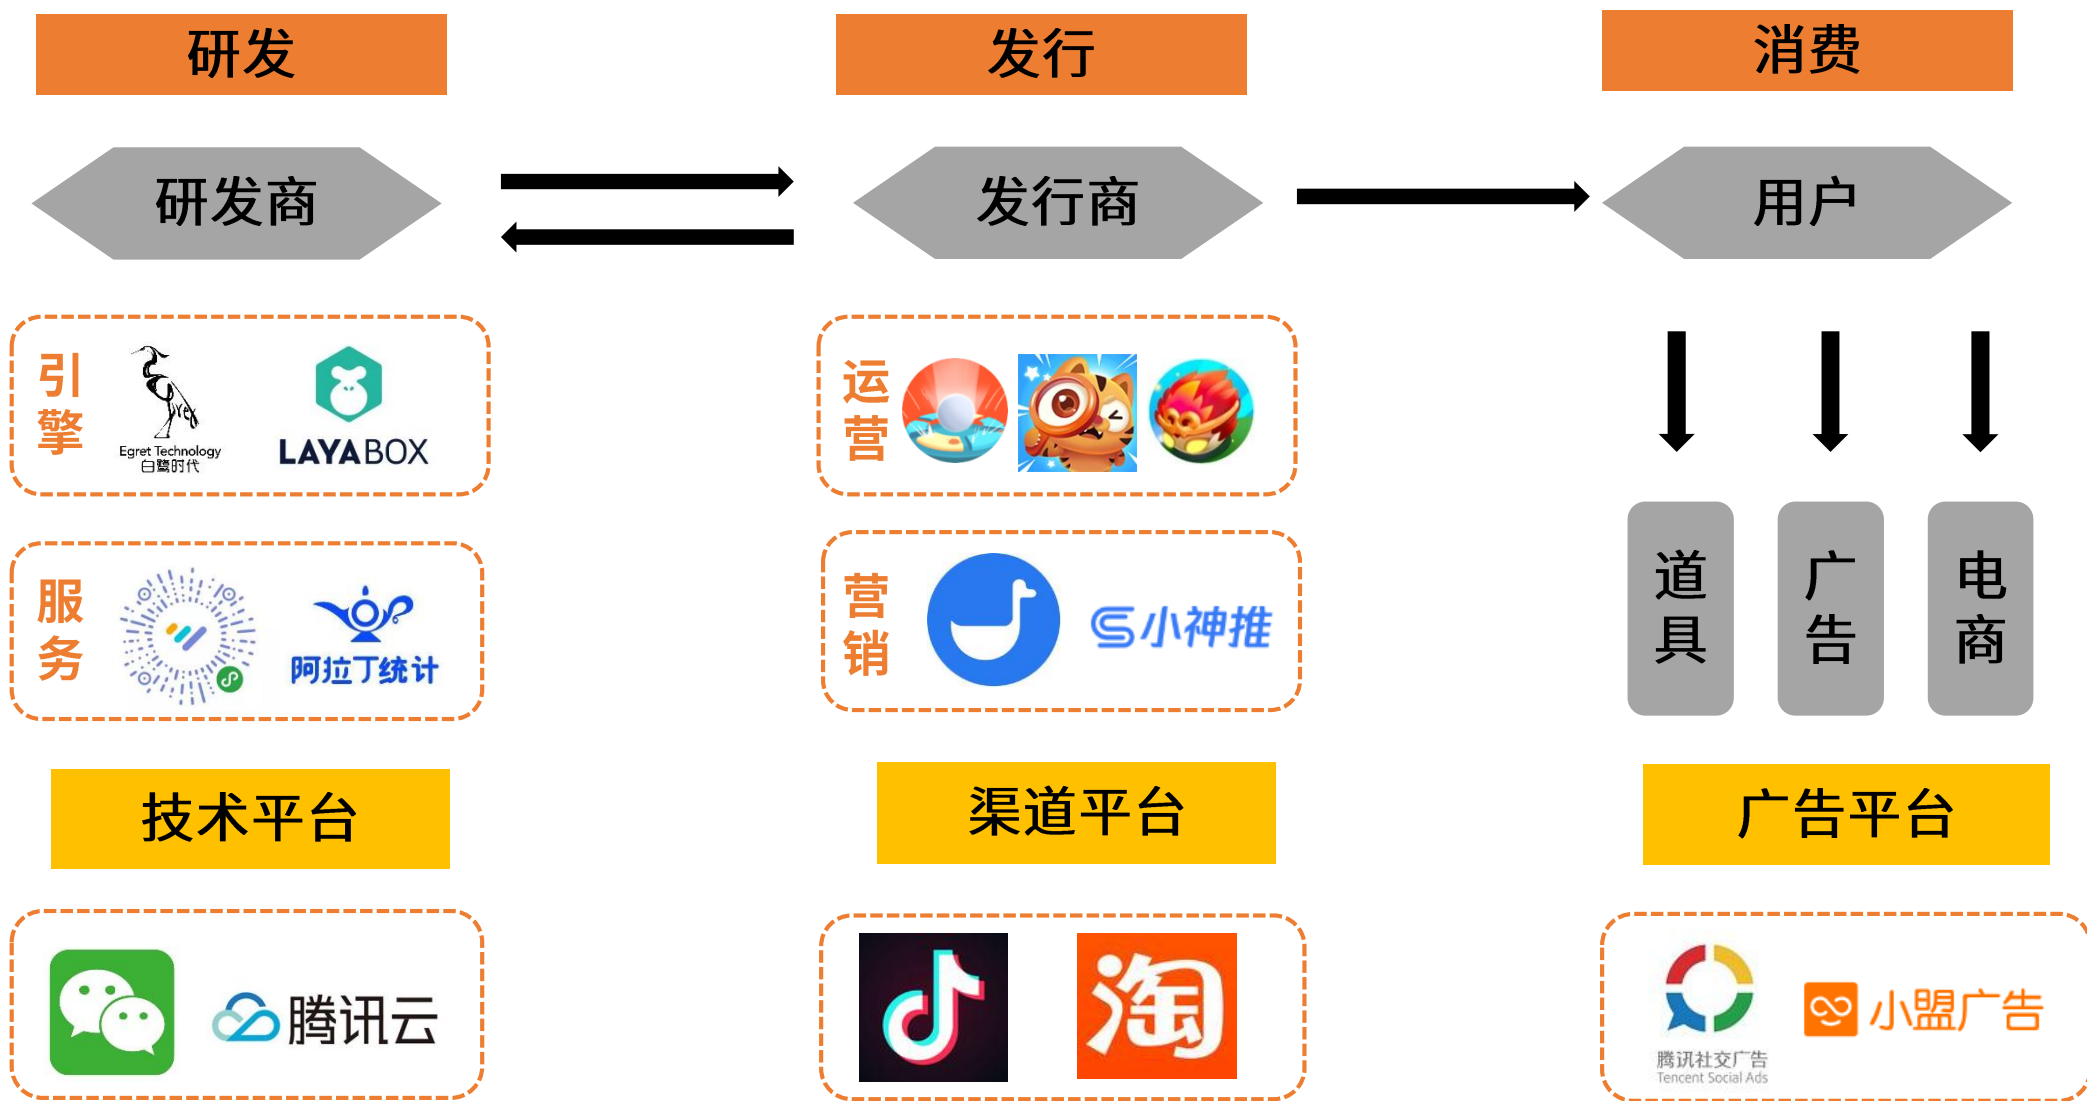 研发
发行
消费
研发商
发行商
用户
引擎
Egret Technology
白鹭时代
LAYABOX
运营
服务
阿拉丁统计
营销
小神推
道具
广告
电商
技术平台
渠道平台
广告平台
腾讯云
淘
腾讯社交广告
Tencent Social Ads
小盟广告